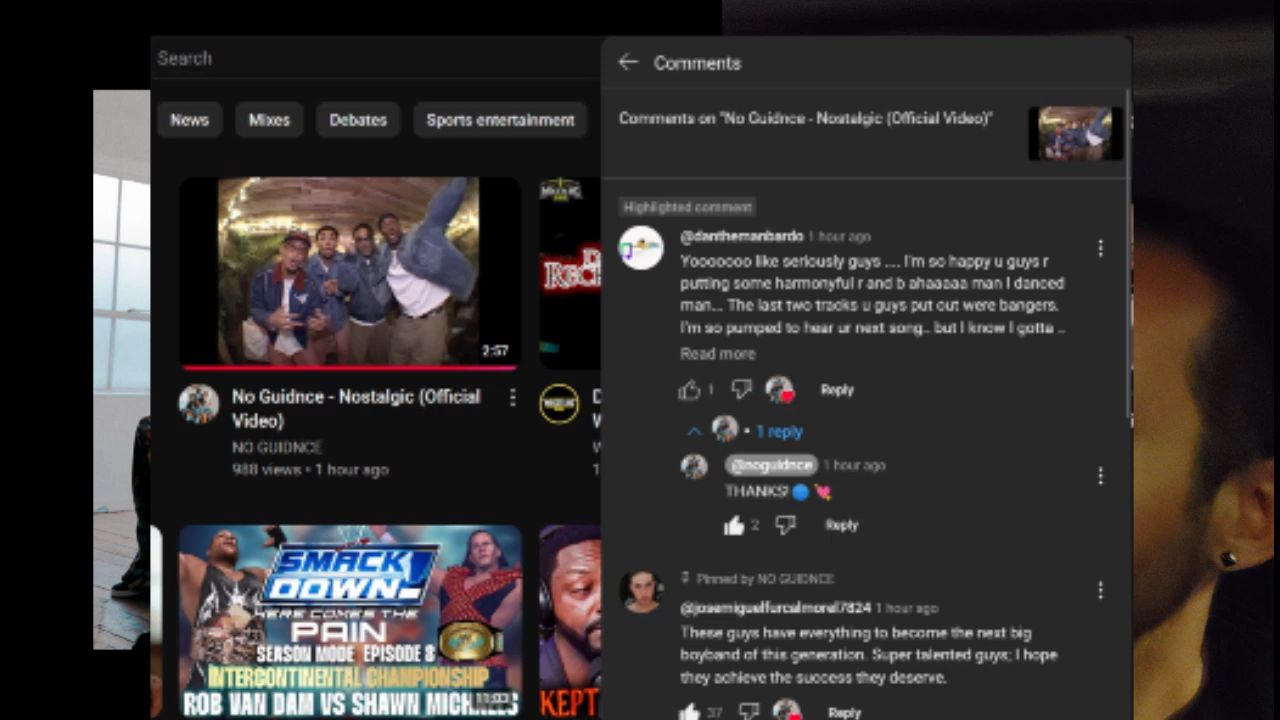 Search
News
Mixes
Debates
Sports entertainment
2:57
No Guidnce - Nostalgic (Official
Video)
NO GUIDNCE
988 views • 1 hour ago
SMACK
DOWN!
HERE COMES THE
PAIN
SEASON MODE EPISODE 8
INTERCONTINENTAL CHAMPIONSHIP
ROB VAN DAM VS SHAWN MICHAELS
KEPT
Comments
Comments on "No Guidnce - Nostalgic (Official Video)"
Highlighted comment
@danthemanbardo 1 hour ago
Yooooooo like seriously guys .... I'm so happy u guys r
putting some harmonyful r and b ahaaaaa man I danced
man... The last two tracks u guys put out were bangers.
I'm so pumped to hear ur next song.. but I know I gotta ..
Read more
1
Reply
• 1 reply
@noguidnce 1 hour ago
THANKS!
2
Reply
Pinned by NO GUIDNCE
@josemiguelfurcalmorel7824 1 hour ago
These guys have everything to become the next big
boyband of this generation. Super talented guys; I hope
they achieve the success they deserve.
37
Reply